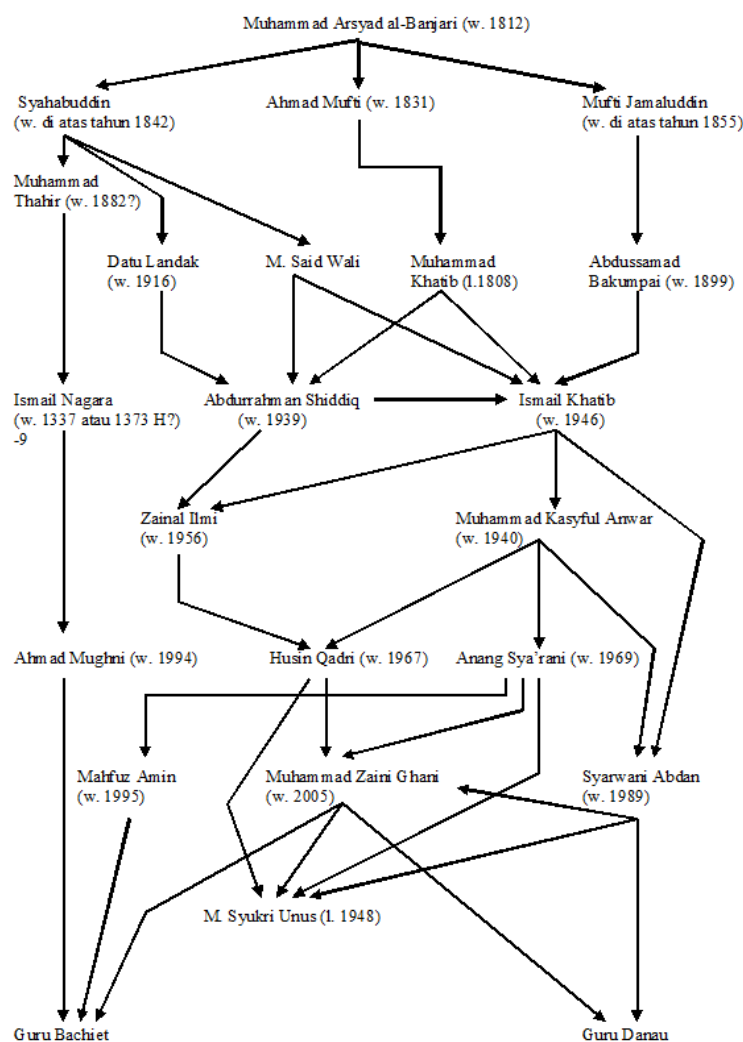 Muhammad Arsyad al-Banjari (w. 1812)
Syahabuddin
(w. di atas tahun 1842)
Ahmad Mufti (w. 1831)
Mufti Jamaluddin
(w. di atas tahun 1855)
Muhammad
Thahir (w. 1882?)
Datu Landak
(w. 1916)
M. Said Wali
Muhammad
Khatib (l.1808)
Abdussamad
Bakumpai (w. 1899)
Ismail Nagara
(w. 1337 atau 1373 H?)
-9
Abdurrahman Shiddiq
(w. 1939)
Ismail Khatib
(w. 1946)
Zainal Ilmi
(w. 1956)
Muhammad Kasyful Anwar
(w. 1940)
Ahmad Mughni (w. 1994)
Husin Qadri (w. 1967)
Anang Sya'rani (w. 1969)
Mahfuz Amin
(w. 1995)
Muhammad Zaini Ghani
(w. 2005)
Syarwani Abdan
(w. 1989)
M. Syukri Unus (l. 1948)
Guru Bachiet
Guru Danau